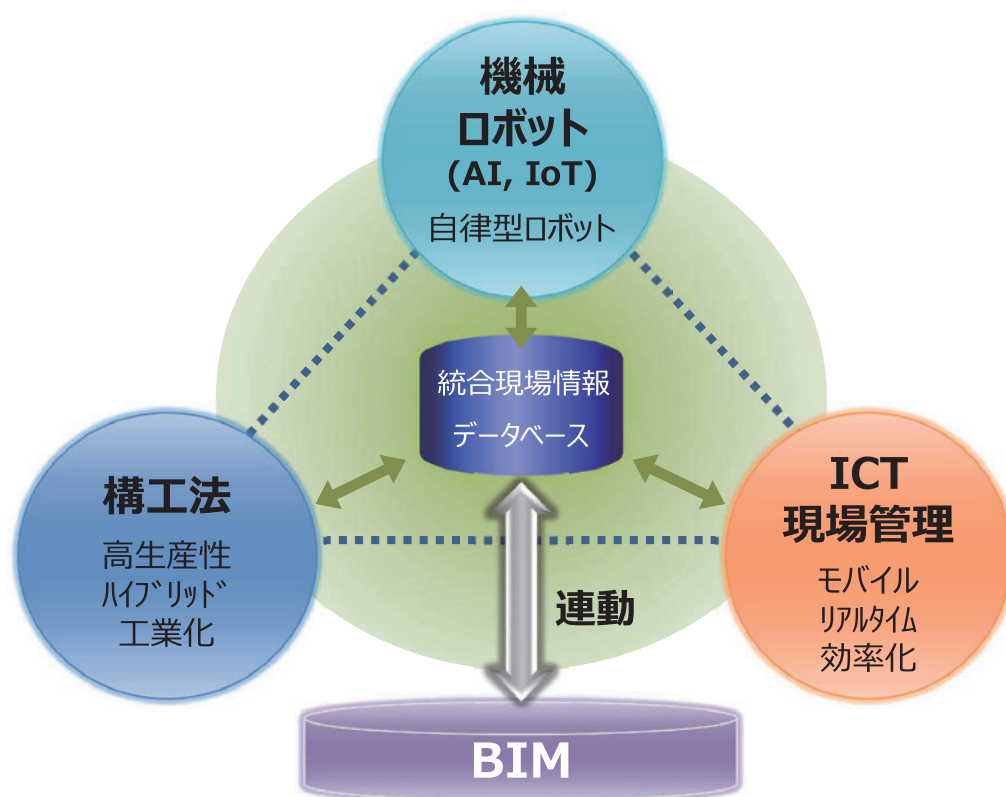 機械
ロボット
(AI, IoT)
自律型ロボット
統合現場情報
データベース
構工法
高生産性
ハイブリッド
工業化
ICT
現場管理
モバイル
リアルタイム
効率化
連動
BIM